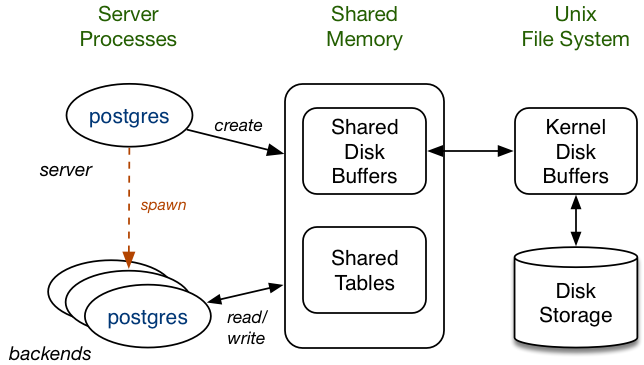 Server
Processes
Shared
Memory
Unix
File System
postgres
create
server
spawn
Shared
Disk
Buffers
Kernel
Disk
Buffers
Shared
Tables
postgres
read/
write
backends
Disk
Storage